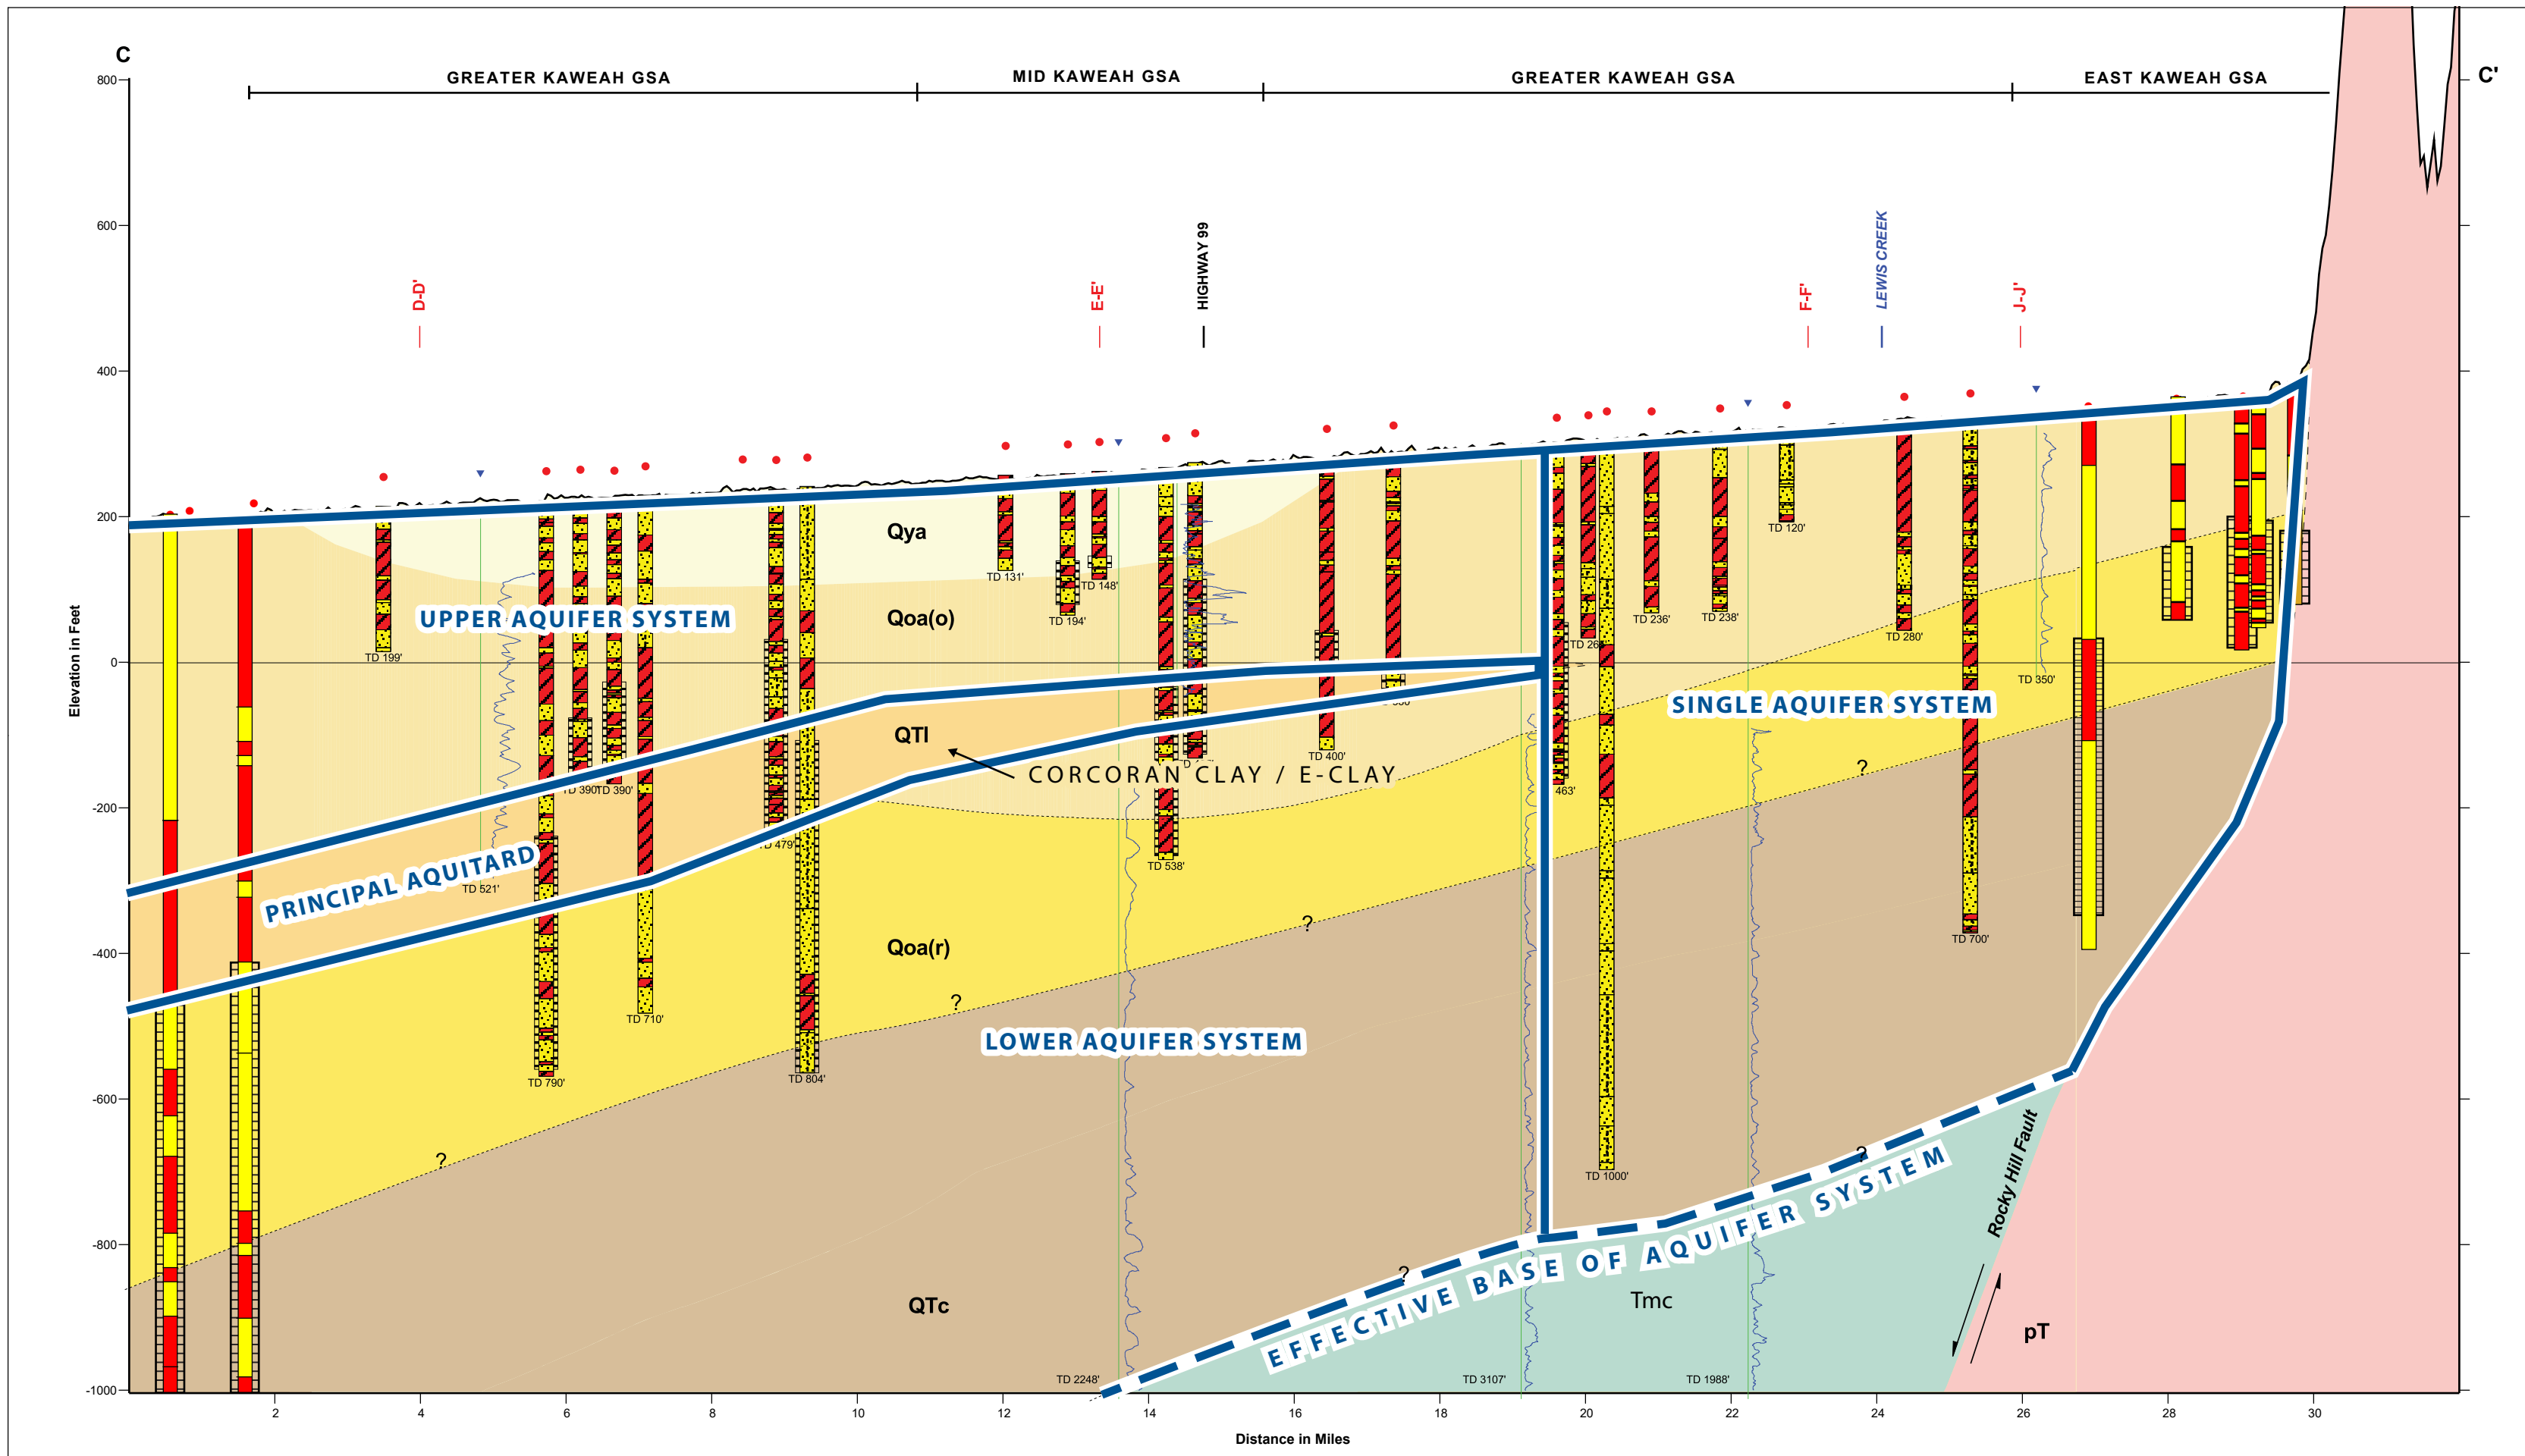 C
C'
GREATER KAWEAH GSA
MID KAWEAH GSA
GREATER KAWEAH GSA
EAST KAWEAH GSA
800
600
400
200
0
-200
-400
-600
-800
-1000
Elevation in Feet
D-D'
E-E'
HIGHWAY 99
F-F'
LEWIS CREEK
J-J'
Qya
Qoa(o)
UPPER AQUIFER SYSTEM
QTl
CORCORAN CLAY / E-CLAY
PRINCIPAL AQUITARD
SINGLE AQUIFER SYSTEM
Qoa(r)
LOWER AQUIFER SYSTEM
QTc
EFFECTIVE BASE OF AQUIFER SYSTEM
Tmc
Rocky Hill Fault
pT
TD 199'
TD 521'
TD 790'
TD 390'
TD 710'
TD 804'
TD 131'
TD 194'
TD 148'
TD 538'
TD 400'
463'
TD 1000'
TD 236'
TD 238'
TD 120'
TD 280'
TD 700'
TD 350'
TD 2248'
TD 3107'
TD 1988'
?
?
?
?
?
?
2
4
6
8
10
12
14
16
18
20
22
24
26
28
30
Distance in Miles